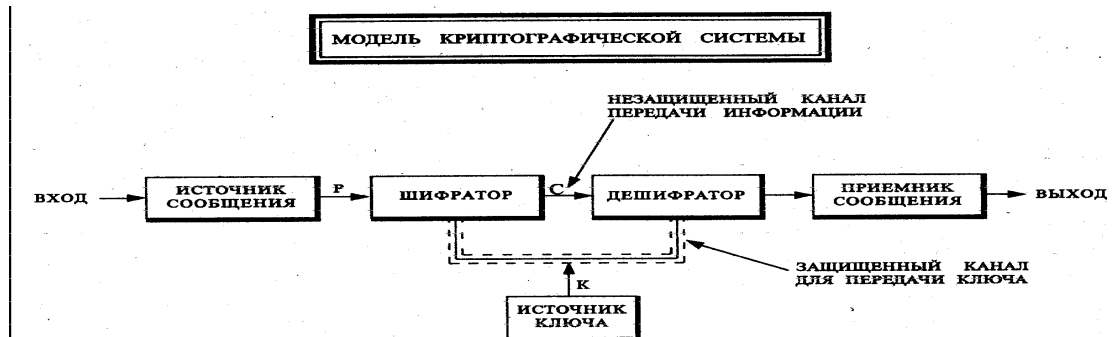 МОДЕЛЬ КРИПТОГРАФИЧЕСКОЙ СИСТЕМЫ
НЕЗАЩИЩЕННЫЙ КАНАЛ
ПЕРЕДАЧИ ИНФОРМАЦИИ
ВХОД
ИСТОЧНИК
СООБЩЕНИЯ
P
ШИФРАТОР
C
ДЕШИФРАТОР
ПРИЕМНИК
СООБЩЕНИЯ
ВЫХОД
ЗАЩИЩЕННЫЙ КАНАЛ
ДЛЯ ПЕРЕДАЧИ КЛЮЧА
K
ИСТОЧНИК
КЛЮЧА